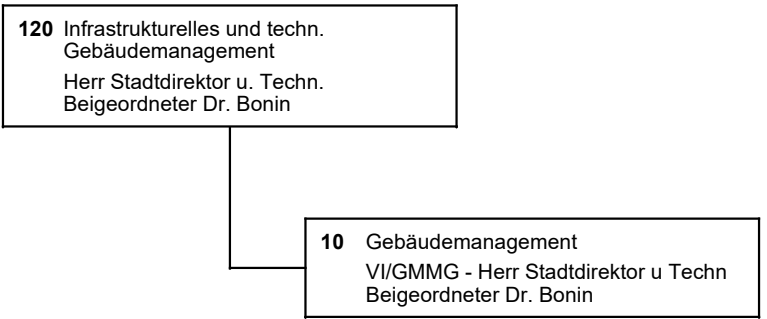 120 Infrastrukturelles und techn.
Gebäudemanagement
Herr Stadtdirektor u. Techn.
Beigeordneter Dr. Bonin
10 Gebäudemanagement
VI/GMMG - Herr Stadtdirektor u Techn
Beigeordneter Dr. Bonin